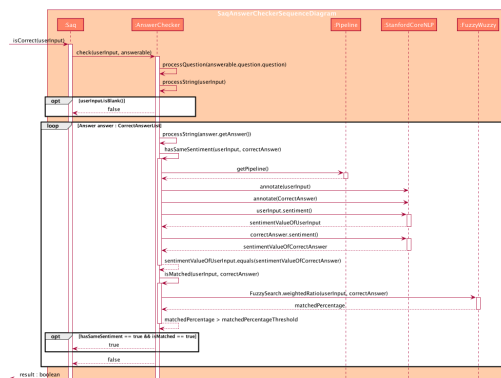 SaqAnswerCheckerSequenceDiagram
:Saq
:AnswerChecker
:Pipeline
:StanfordCoreNLP
:FuzzyWuzzy
isCorrect(userInput)
check(userInput, answerable)
processQuestion(answerable.question.question)
processString(userInput)
opt
[userInputIsBlank()]
false
loop
[Answer answer : CorrectAnswerList]
processString(answer.getAnswer())
hasSameSentiment(userInput, correctAnswer)
getPipeline()
annotate(userInput)
annotate(CorrectAnswer)
userInput.sentiment()
sentimentValueOfUserInput
correctAnswer.sentiment()
sentimentValueOfCorrectAnswer
sentimentValueOfUserInput.equals(sentimentValueOfCorrectAnswer)
isMatched(userInput, correctAnswer)
FuzzySearch.weightedRatio(userInput, correctAnswer)
matchedPercentage
matchedPercentage > matchedPercentageThreshold
opt
[hasSameSentiment == true && isMatched == true]
true
false
result : boolean